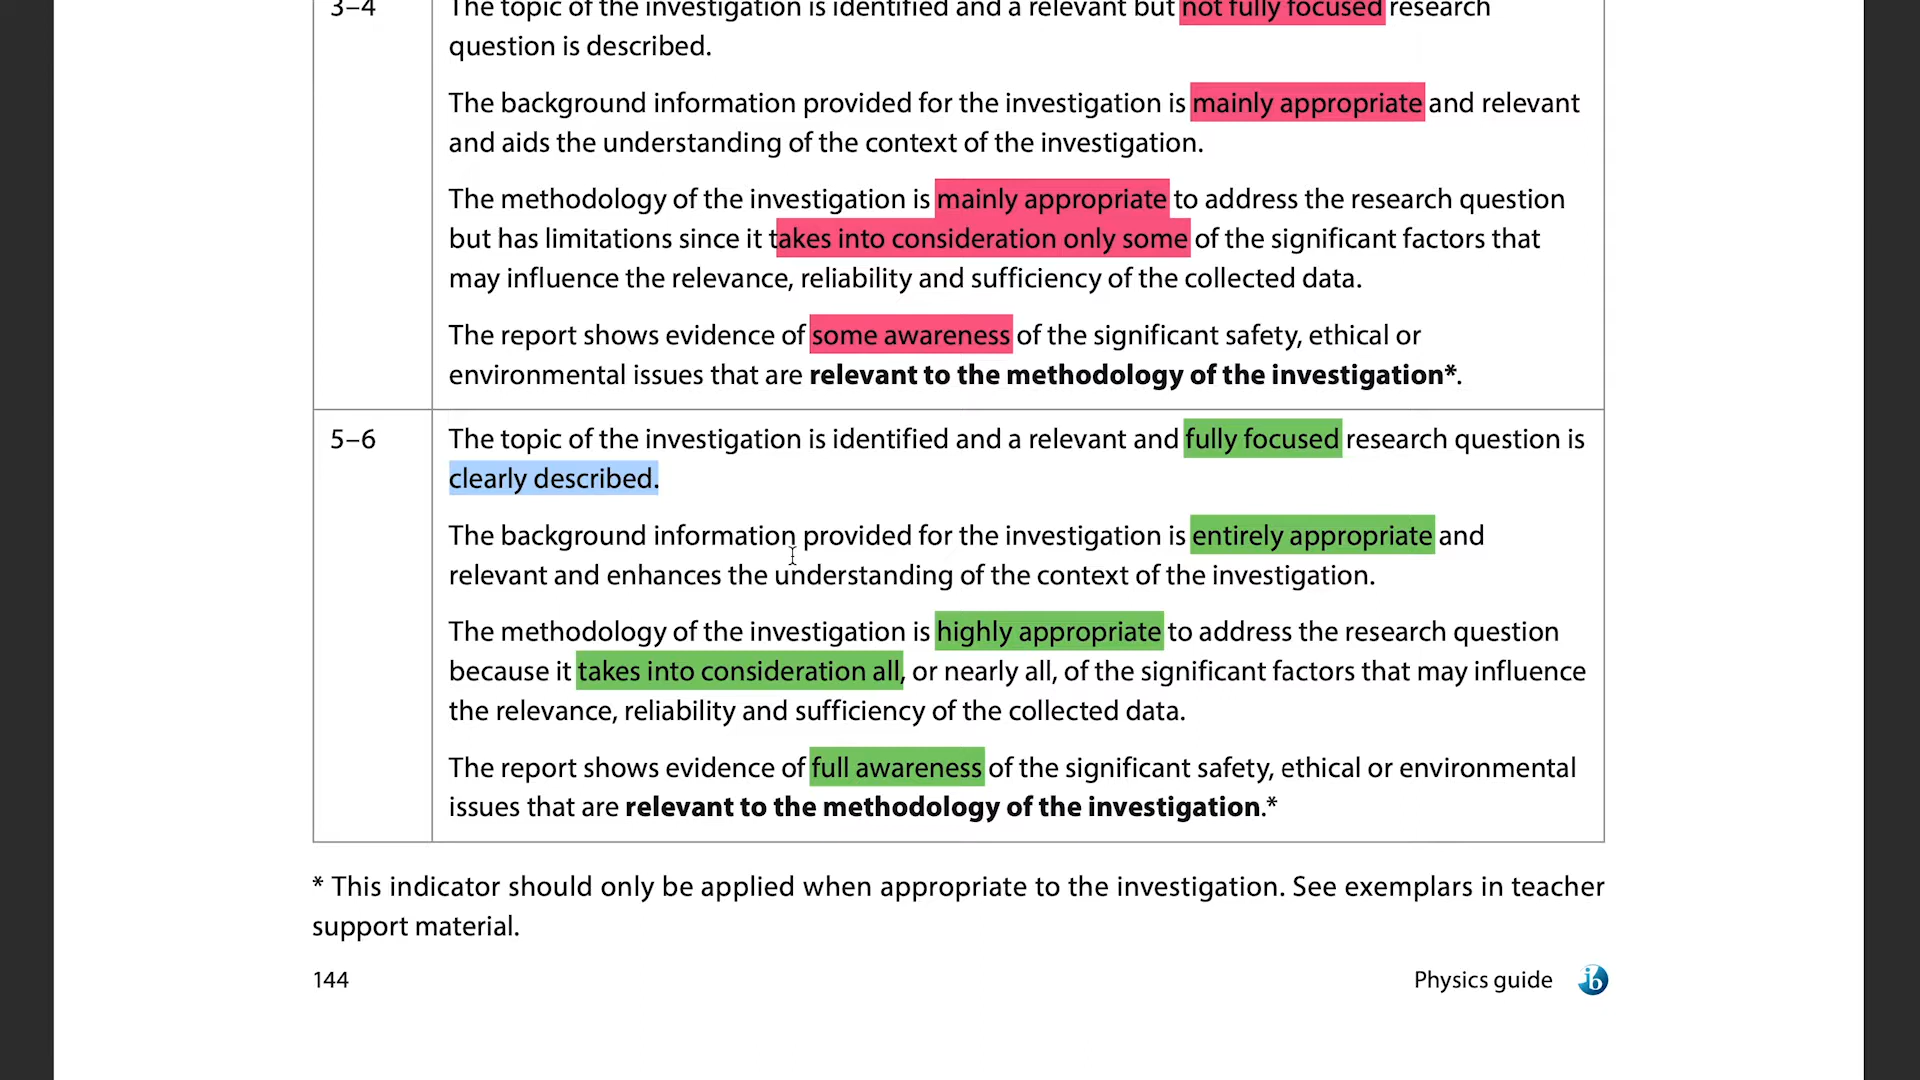 3–4
The topic of the investigation is identified and a relevant but not fully focused research
question is described.
The background information provided for the investigation is mainly appropriate and relevant
and aids the understanding of the context of the investigation.
The methodology of the investigation is mainly appropriate to address the research question
but has limitations since it takes into consideration only some of the significant factors that
may influence the relevance, reliability and sufficiency of the collected data.
The report shows evidence of some awareness of the significant safety, ethical or
environmental issues that are relevant to the methodology of the investigation*.
5–6
The topic of the investigation is identified and a relevant and fully focused research question is
clearly described.
The background information provided for the investigation is entirely appropriate and
relevant and enhances the understanding of the context of the investigation.
The methodology of the investigation is highly appropriate to address the research question
because it takes into consideration all, or nearly all, of the significant factors that may influence
the relevance, reliability and sufficiency of the collected data.
The report shows evidence of full awareness of the significant safety, ethical or environmental
issues that are relevant to the methodology of the investigation.*
* This indicator should only be applied when appropriate to the investigation. See exemplars in teacher
support material.
144
Physics guide
ib